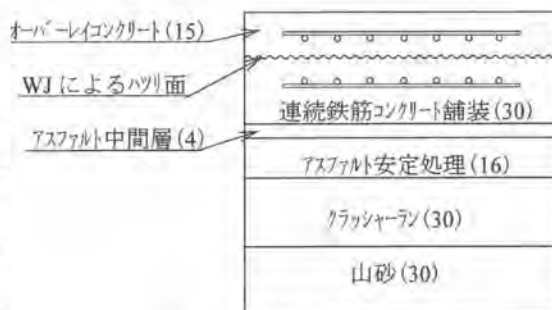 オーバーレイコンクリート(15)
WJによるハツリ面
連続鉄筋コンクリート舗装(30)
アスファルト中間層(4)
アスファルト安定処理(16)
クラッシャーラン(30)
山砂(30)